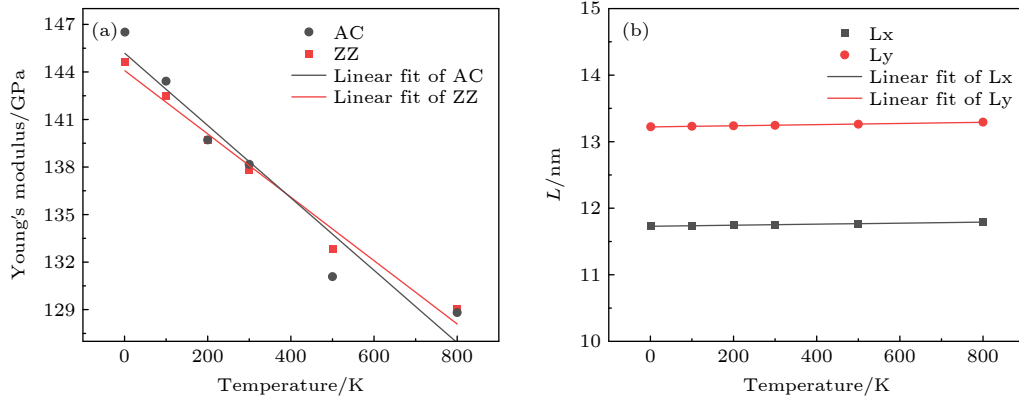 (a)
AC
ZZ
Linear fit of AC
Linear fit of ZZ
147
144
141
138
135
132
129
Young's modulus/GPa
0
200
400
600
800
Temperature/K
(b)
Lx
Ly
Linear fit of Lx
Linear fit of Ly
15
14
13
12
11
10
L/nm
0
200
400
600
800
Temperature/K